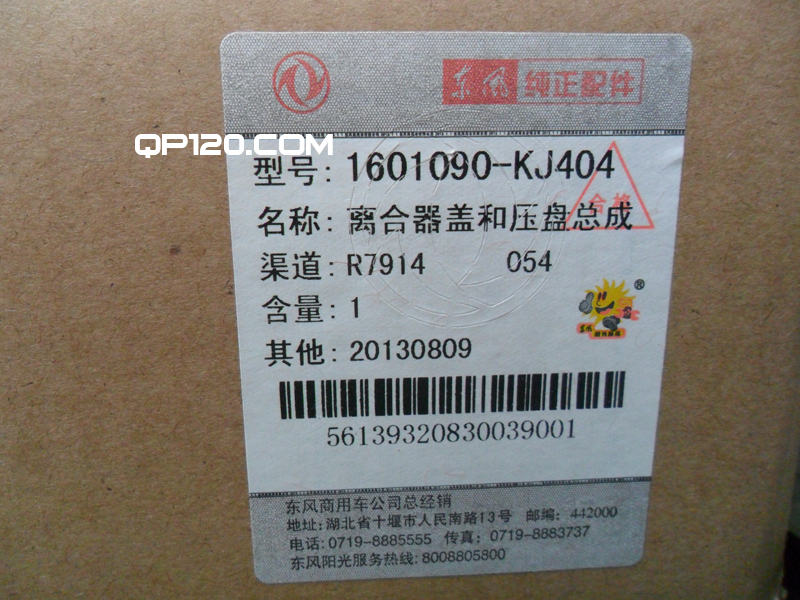 东风 纯正配件
QP120.COM
型号: 1601090-KJ404
合格
名称: 离合器盖和压盘总成
渠道: R7914 054
含量: 1
®
其他: 20130809
56139320830039001
东风商用车公司总经销
地址:湖北省十堰市人民南路13号 邮编: 442000
电话:0719-8885555 传真: 0719-8883737
东风阳光服务热线:8008805800